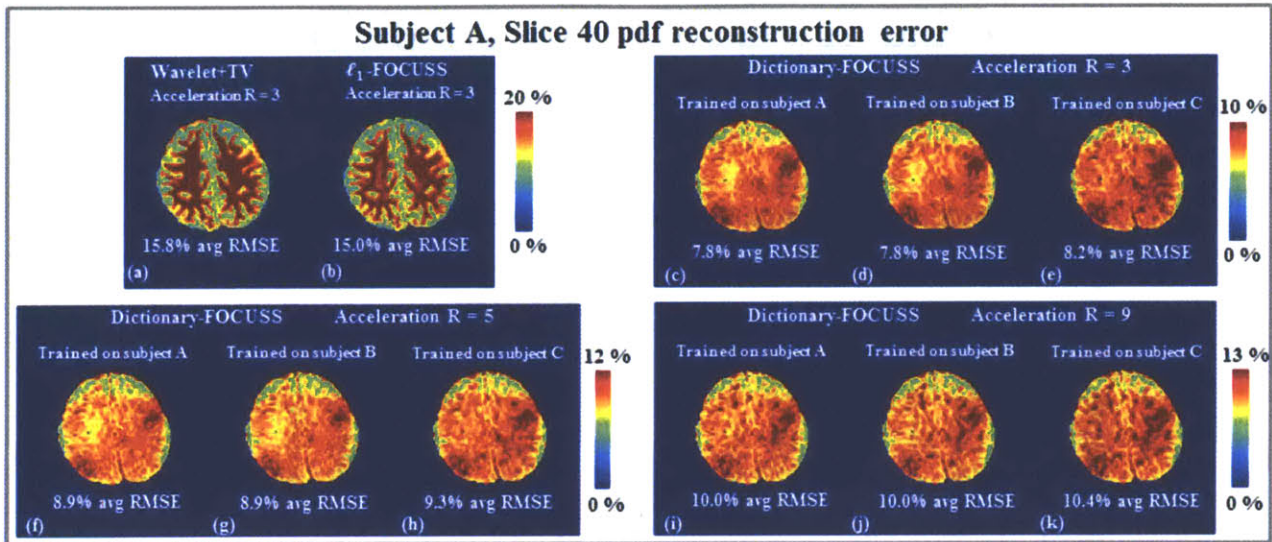 Subject A, Slice 40 pdf reconstruction error
Wavelet+TV
Acceleration R = 3
ℓ1-FOCUSS
Acceleration R = 3
20 %
0 %
15.8% avg RMSE
15.0% avg RMSE
(a)
(b)
Dictionary-FOCUSS Acceleration R = 3
Trained on subject A Trained on subject B Trained on subject C
10 %
0 %
7.8% avg RMSE
7.8% avg RMSE
8.2% avg RMSE
(c)
(d)
(e)
Dictionary-FOCUSS Acceleration R = 5
Trained on subject A Trained on subject B Trained on subject C
12 %
0 %
8.9% avg RMSE
8.9% avg RMSE
9.3% avg RMSE
(f)
(g)
(h)
Dictionary-FOCUSS Acceleration R = 9
Trained on subject A Trained on subject B Trained on subject C
13 %
0 %
10.0% avg RMSE
10.0% avg RMSE
10.4% avg RMSE
(i)
(j)
(k)